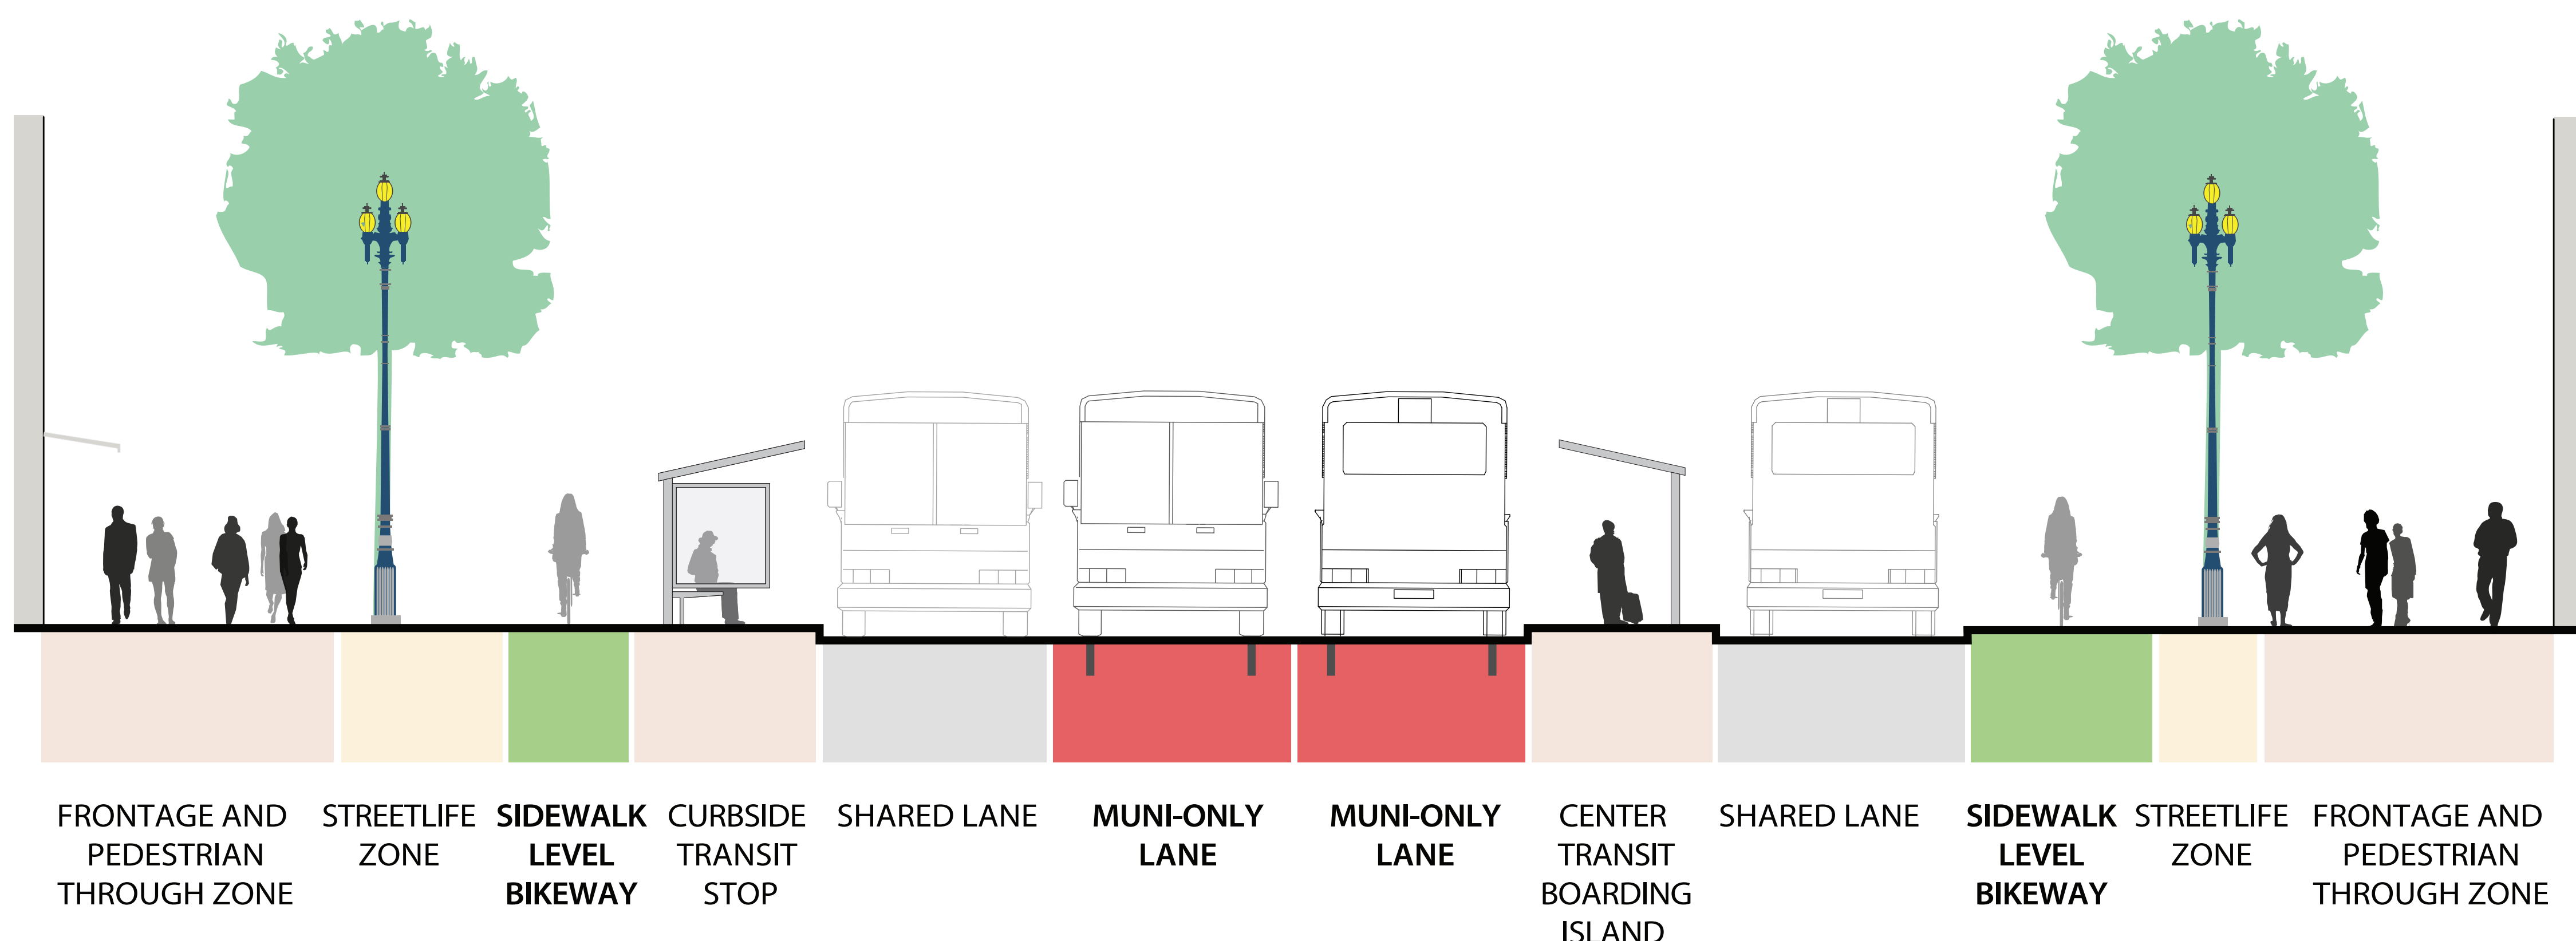 FRONTAGE AND
PEDESTRIAN
THROUGH ZONE
STREETLIFE
ZONE
SIDEWALK
LEVEL
BIKEWAY
CURBSIDE
TRANSIT
STOP
SHARED LANE
MUNI-ONLY
LANE
MUNI-ONLY
LANE
CENTER
TRANSIT
BOARDING
ISLAND
SHARED LANE
SIDEWALK
LEVEL
BIKEWAY
STREETLIFE
ZONE
FRONTAGE AND
PEDESTRIAN
THROUGH ZONE